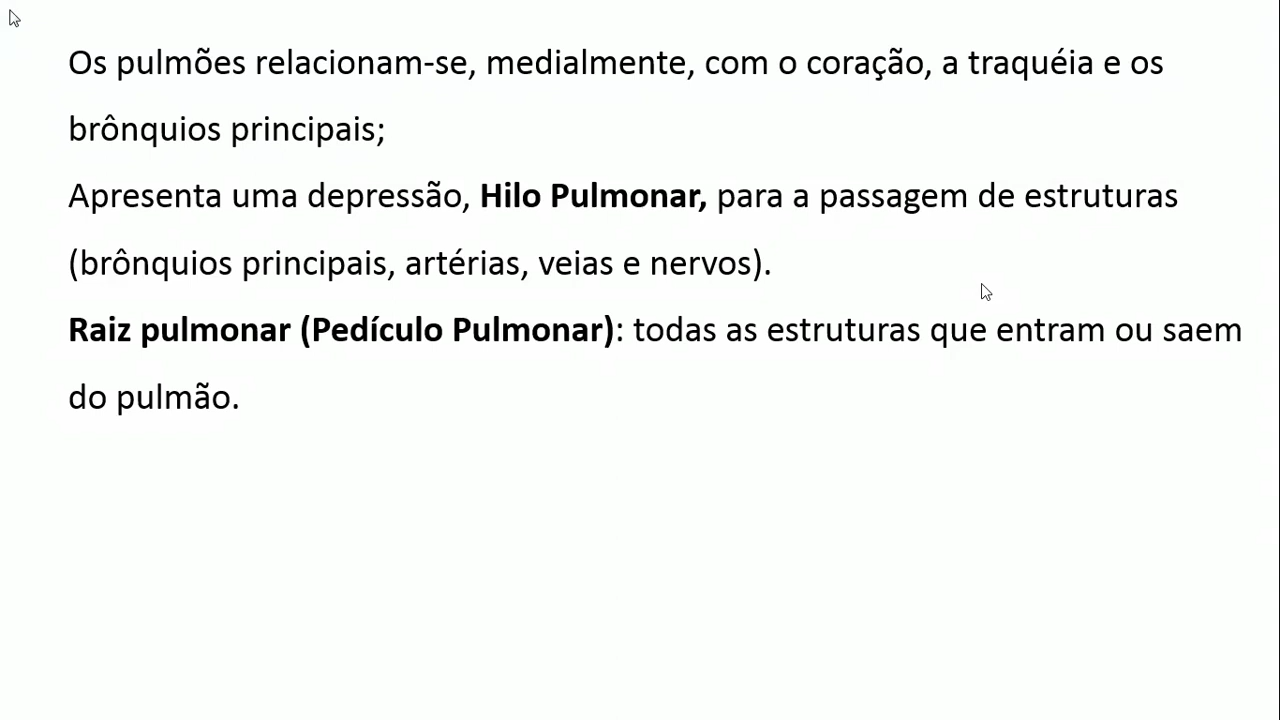 Os pulmões relacionam-se, medialmente, com o coração, a traquéia e os
brônquios principais;
Apresenta uma depressão, Hilo Pulmonar, para a passagem de estruturas
(brônquios principais, artérias, veias e nervos).
Raiz pulmonar (Pedículo Pulmonar): todas as estruturas que entram ou saem
do pulmão.